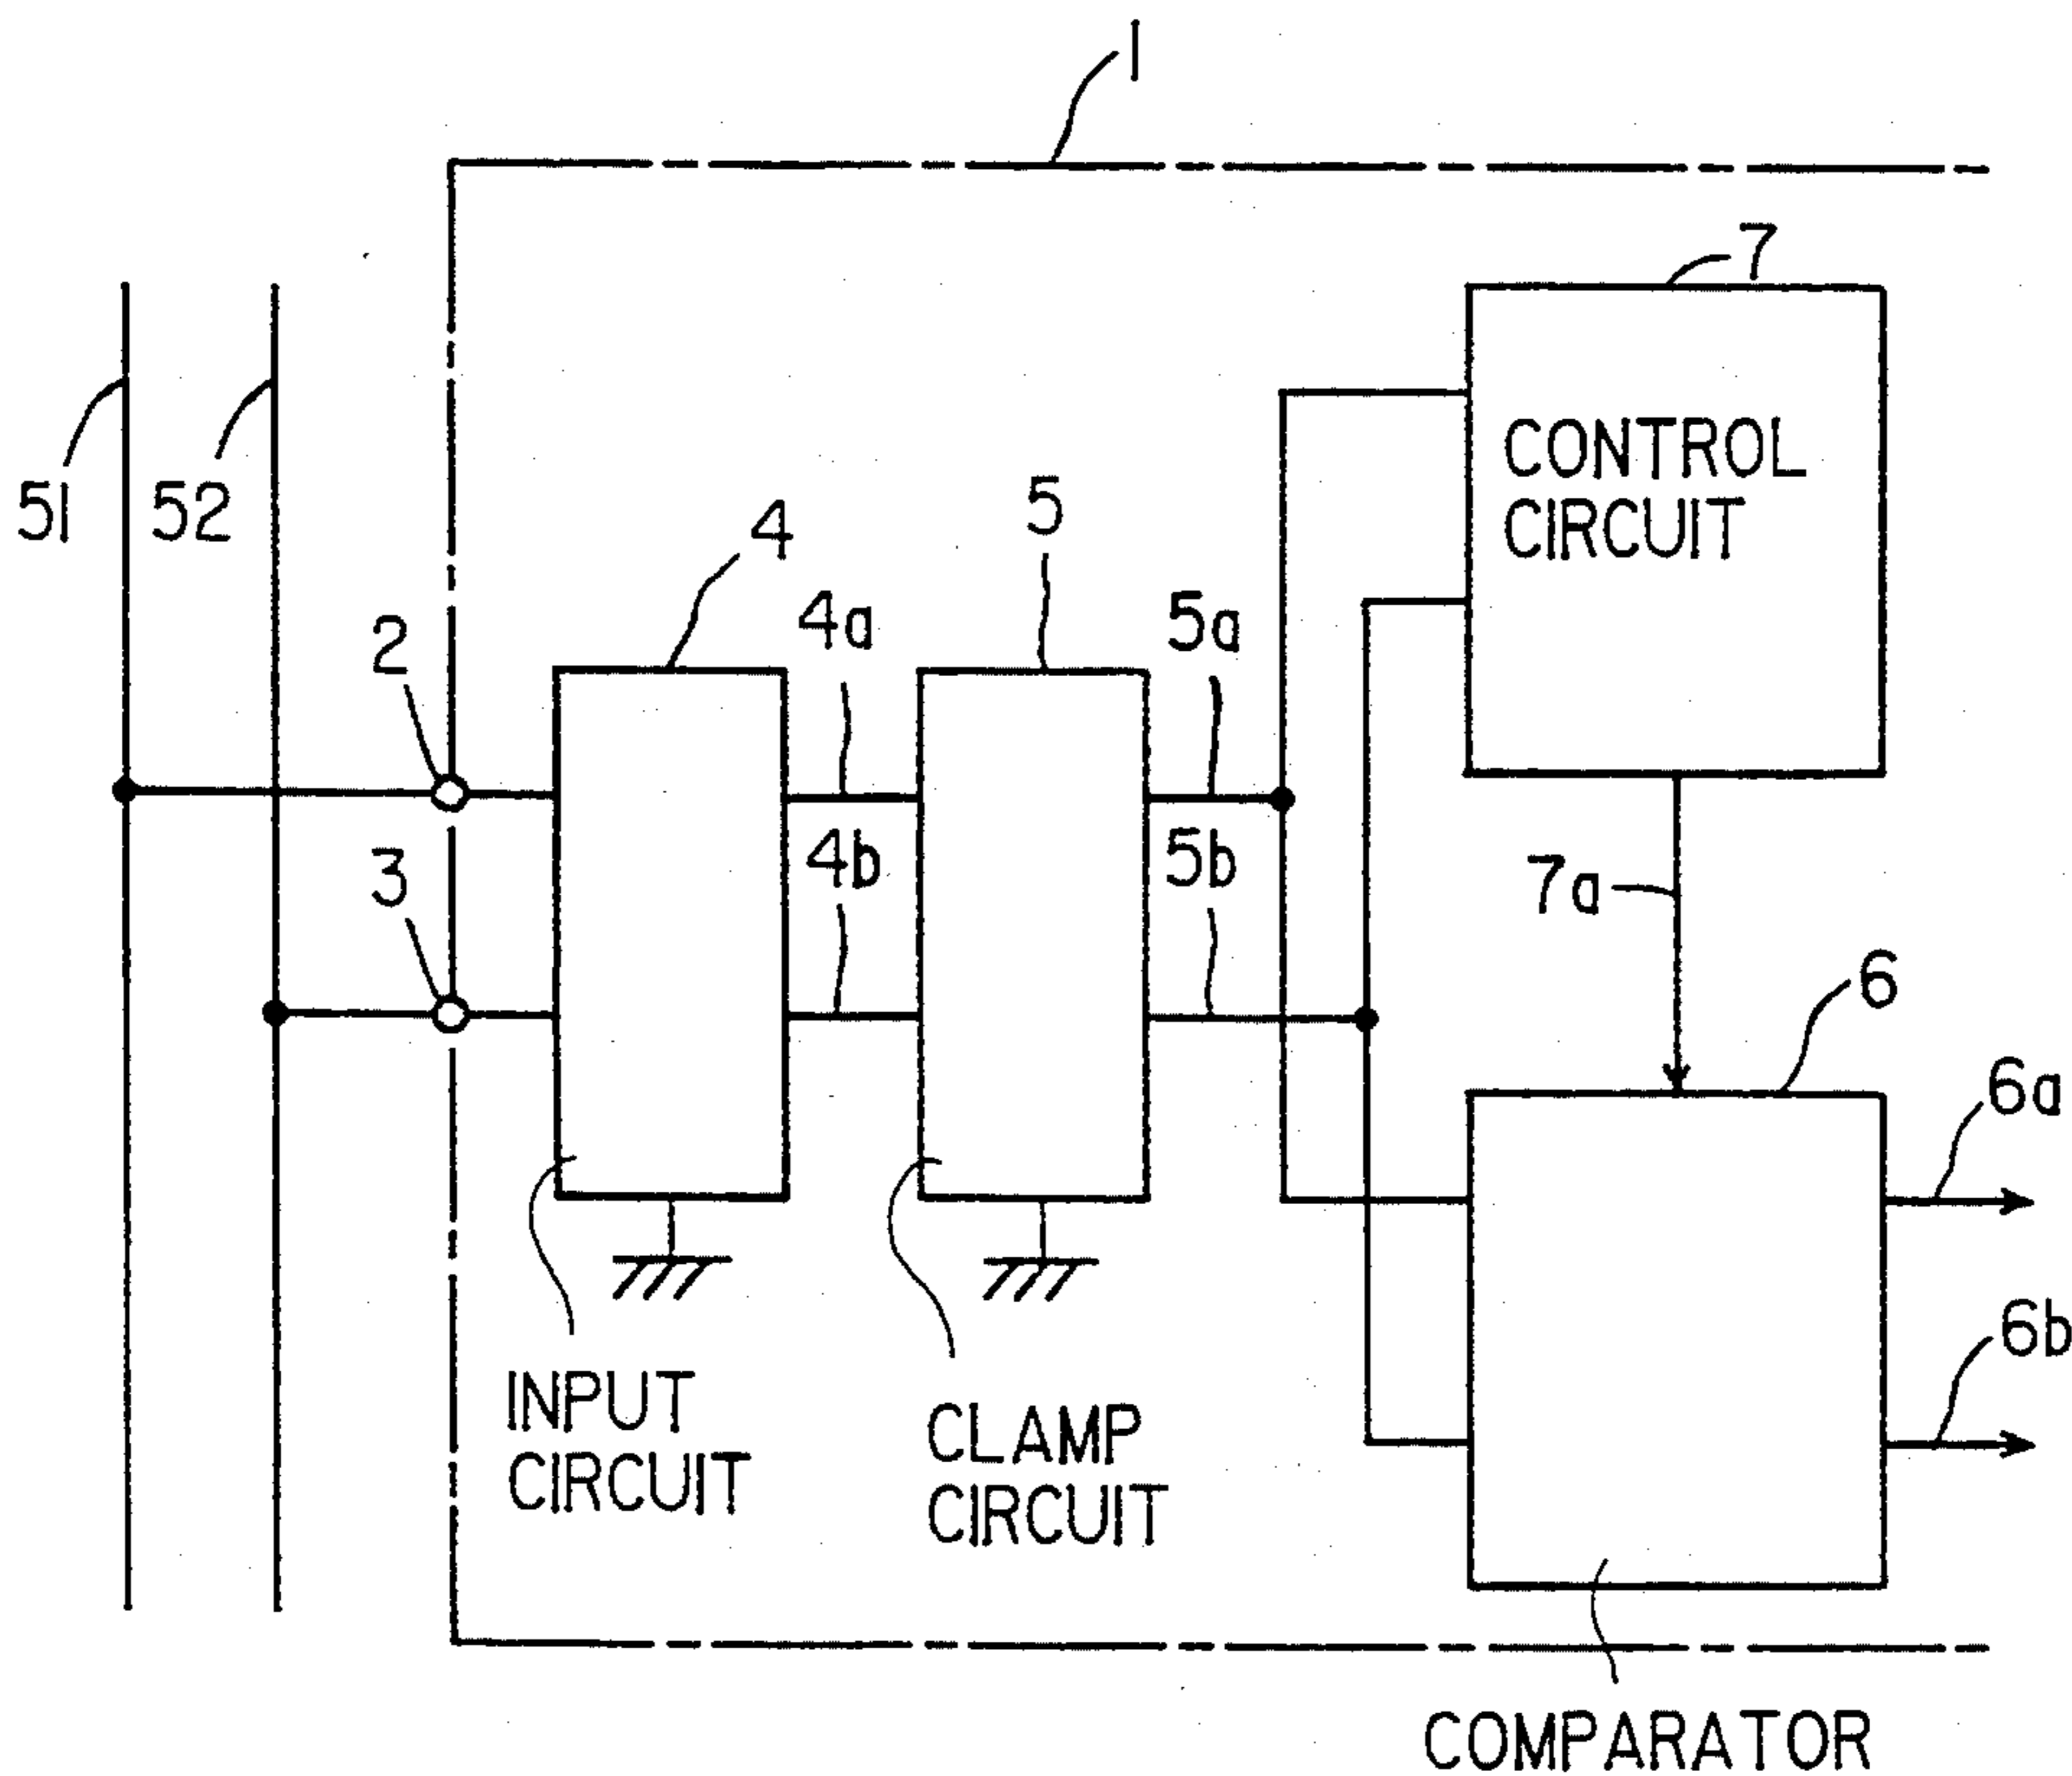 1
7
CONTROL
CIRCUIT
51
52
5
4
4a
5a
2
4b
5b
3
7a
6
6a
6b
INPUT
CIRCUIT
CLAMP
CIRCUIT
COMPARATOR